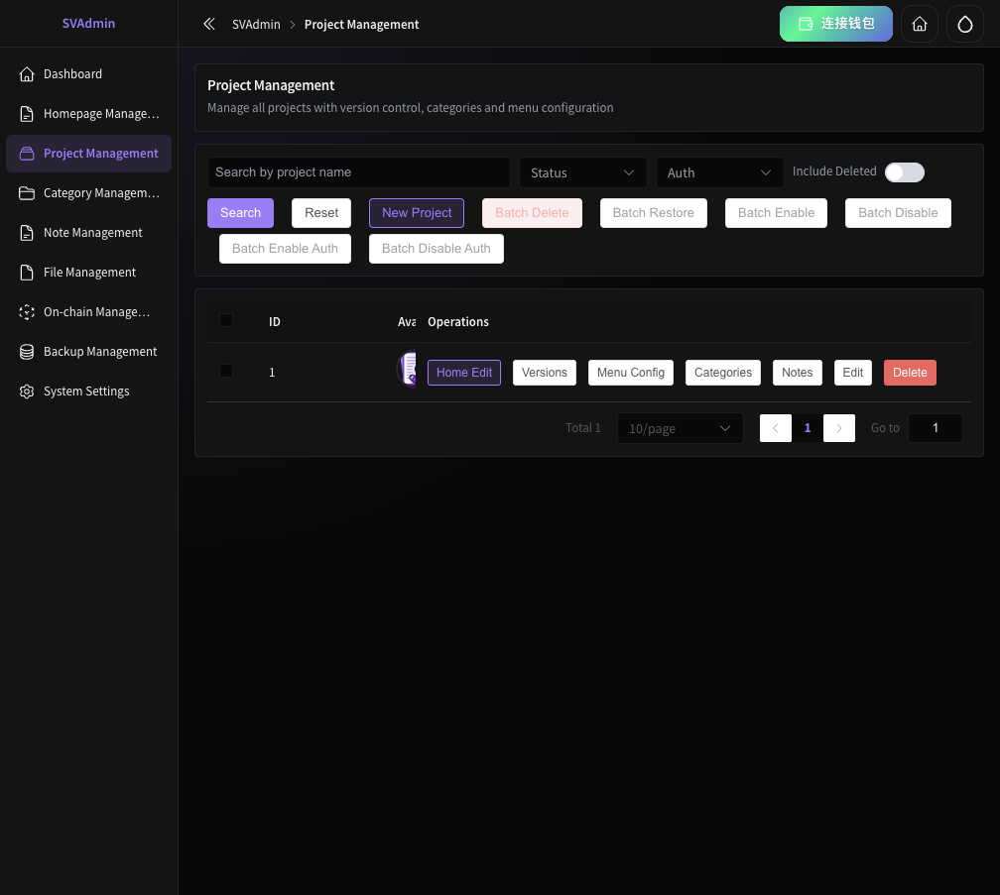 SVAdmin
SVAdmin > Project Management
连接钱包
Dashboard
Homepage Manage…
Project Management
Category Managem…
Note Management
File Management
On-chain Manage…
Backup Management
System Settings
Project Management
Manage all projects with version control, categories and menu configuration
Search by project name
Status
Auth
Include Deleted
Search
Reset
New Project
Batch Delete
Batch Restore
Batch Enable
Batch Disable
Batch Enable Auth
Batch Disable Auth
ID
Ava
Operations
1
Home Edit
Versions
Menu Config
Categories
Notes
Edit
Delete
Total 1
10/page
1
Go to
1